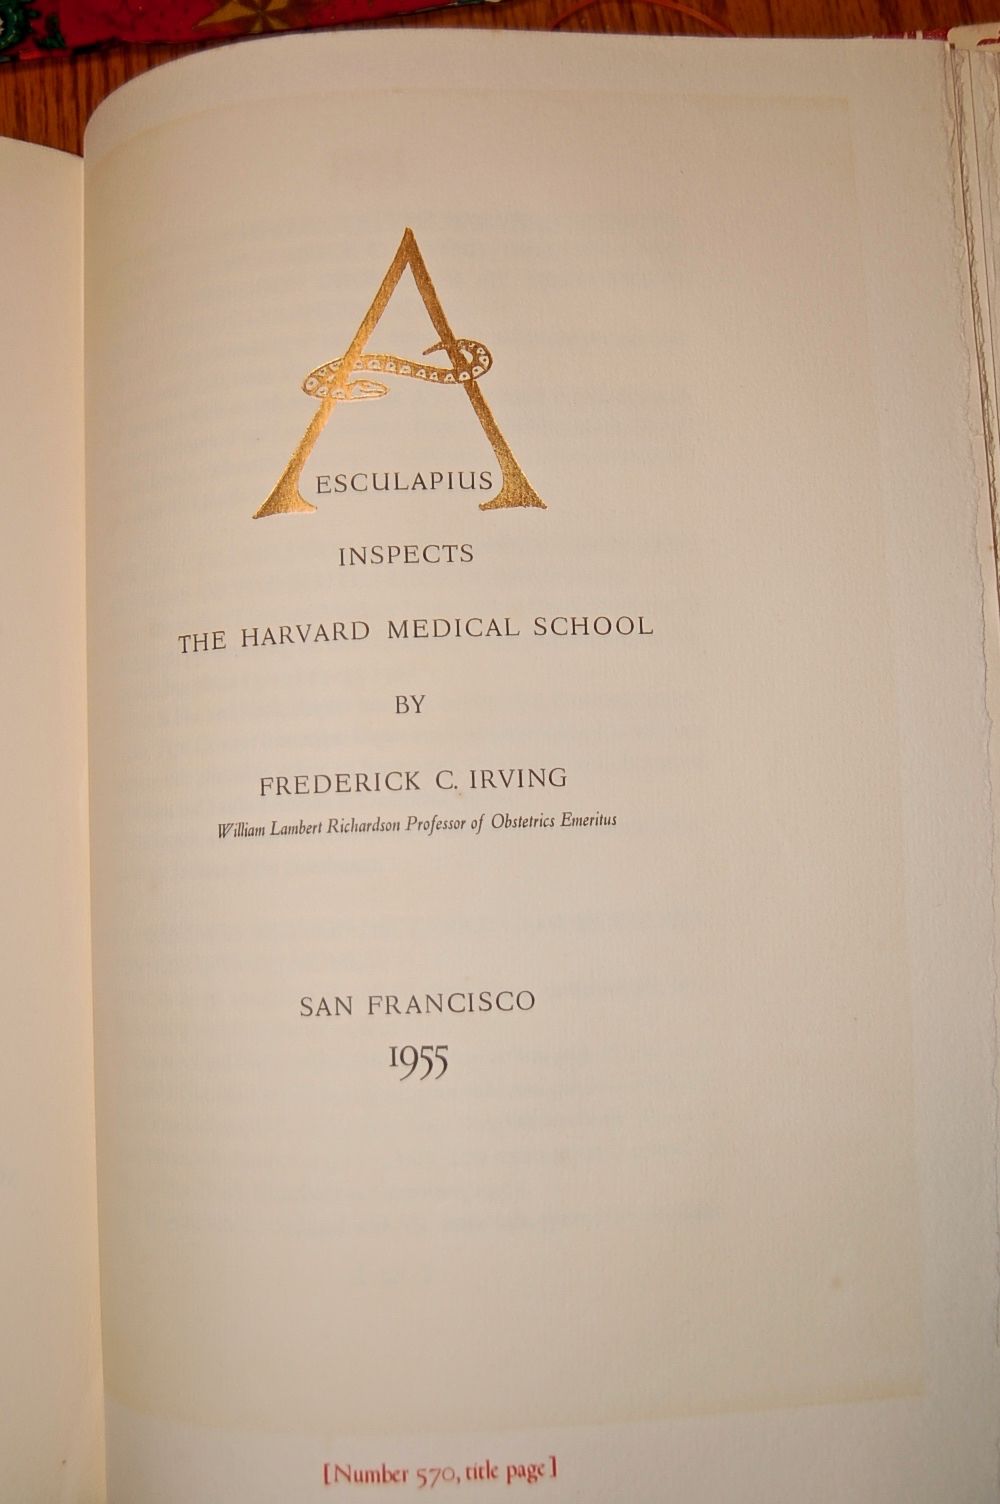 AESCULAPIUS
INSPECTS
THE HARVARD MEDICAL SCHOOL
BY
FREDERICK C. IRVING
William Lambert Richardson Professor of Obstetrics Emeritus
SAN FRANCISCO
1955
[Number 570, title page]